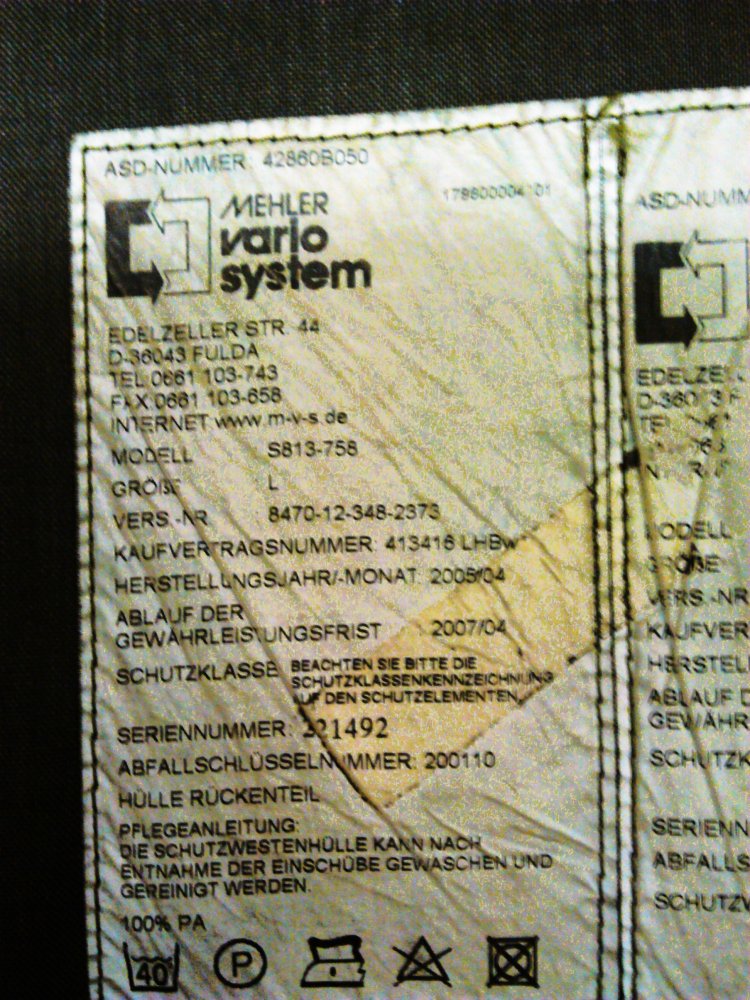 ASD-NUMMER 42860B050
MEHLER
vario
system
EDELZELLER STR. 44
D-36043 FULDA
TEL 0661 103-743
FAX 0661 103-658
INTERNET www.m-v-s.de
MODELL S813-758
GRÖßE L
VERS.-NR. 8470-12-348-2373
KAUFVERTRAGSNUMMER: 413416 LHBw
HERSTELLUNGSJAHR/-MONAT: 2005/04
ABLAUF DER
GEWÄHRLEISTUNGSFRIST : 2007/04
SCHUTZKLASSE BEACHTEN SIE BITTE DIE
SCHUTZKLASSENKENNZEICHNUNG
AUF DEN SCHUTZELEMENTEN
SERIENNUMMER: 221492
ABFALLSCHLÜSSELNUMMER: 200110
HÜLLE RÜCKENTEIL
PFLEGEANLEITUNG:
DIE SCHUTZWESTENHÜLLE KANN NACH
ENTNAHME DER EINSCHÜBE GEWASCHEN UND
GEREINIGT WERDEN.
100% PA
40 P
ASD-NUMM
EDELZE
MODELL
GRÖßE
VERS.-NR
KAUFVER
HERSTEL
ABLAUF D
GEWÄHR
SCHUTZK
SERIENN
ABFALLS
SCHUTZW